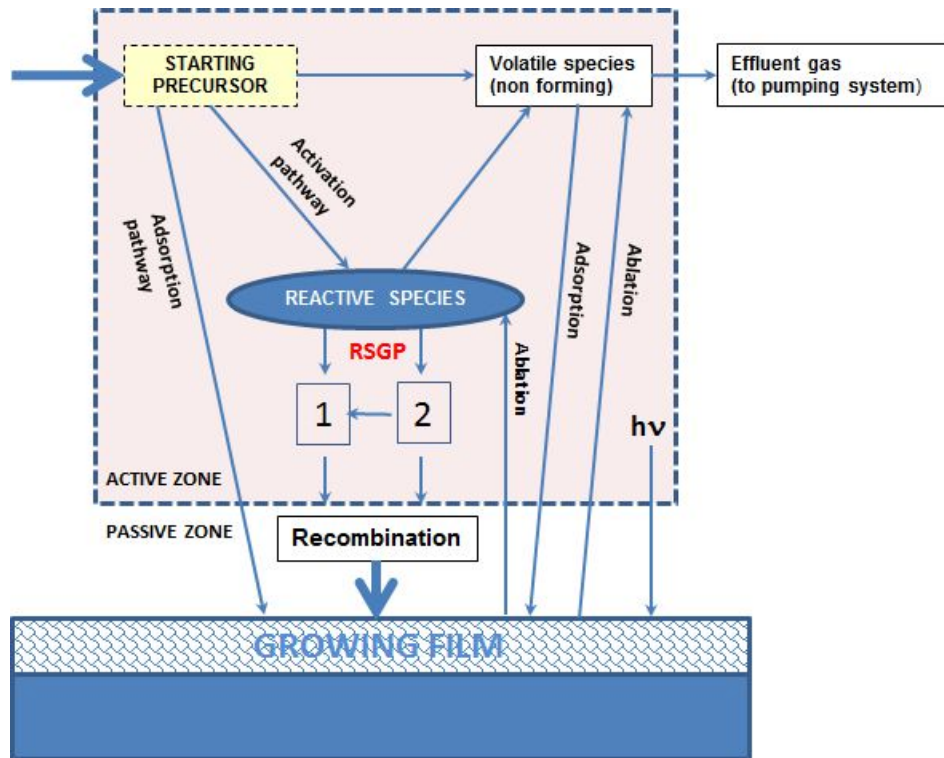 STARTING
PRECURSOR
Volatile species
(non forming)
Effluent gas
(to pumping system)
Activation
pathway
Adsorption
pathway
REACTIVE SPECIES
RSGP
1
2
Ablation
Adsorption
Ablation
hν
ACTIVE ZONE
PASSIVE ZONE
Recombination
GROWING FILM